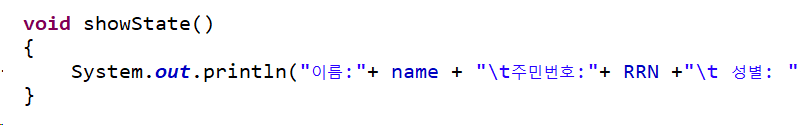 void showState()
{
    System.out.println("이름:"+ name + "\t주민번호:"+ RRN +"\t 성별: "
}